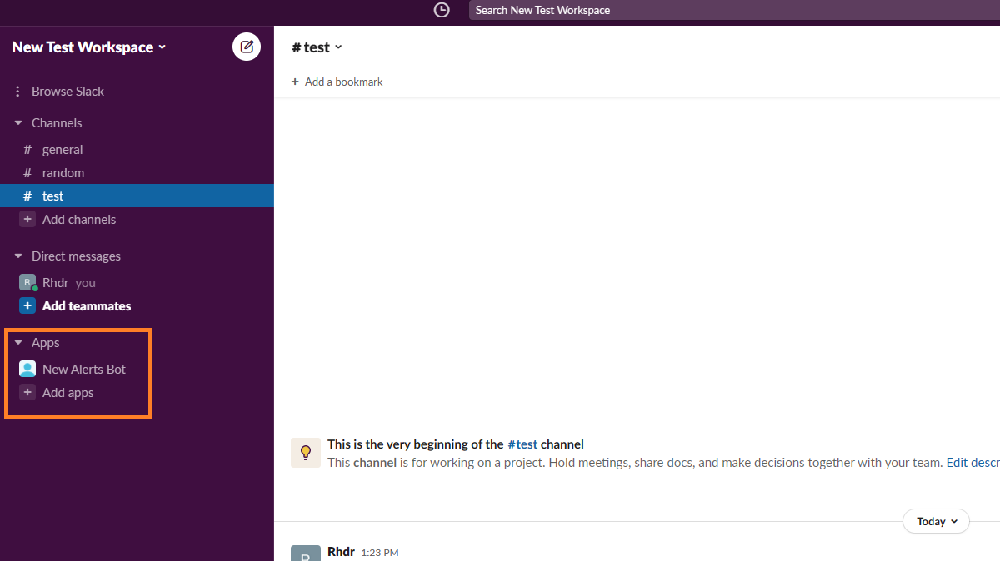 Search New Test Workspace
New Test Workspace
Browse Slack
Channels
# general
# random
# test
+ Add channels
Direct messages
R Rhdr you
+ Add teammates
Apps
New Alerts Bot
+ Add apps
# test
+ Add a bookmark
This is the very beginning of the #test channel
This channel is for working on a project. Hold meetings, share docs, and make decisions together with your team. Edit descr
Today
R Rhdr 1:23 PM